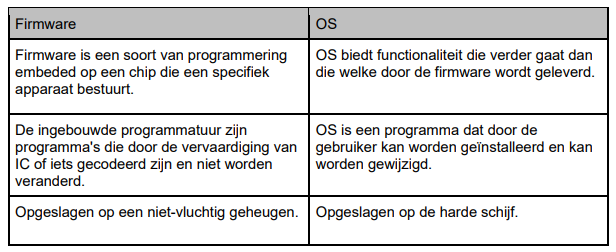 Firmware
OS
Firmware is een soort van programmering
embeded op een chip die een specifiek
apparaat bestuurt.
OS biedt functionaliteit die verder gaat dan
die welke door de firmware wordt geleverd.
De ingebouwde programmatuur zijn
programma's die door de vervaardiging van
IC of iets gecodeerd zijn en niet worden
veranderd.
OS is een programma dat door de
gebruiker kan worden geïnstalleerd en kan
worden gewijzigd.
Opgeslagen op een niet-vluchtig geheugen.
Opgeslagen op de harde schijf.